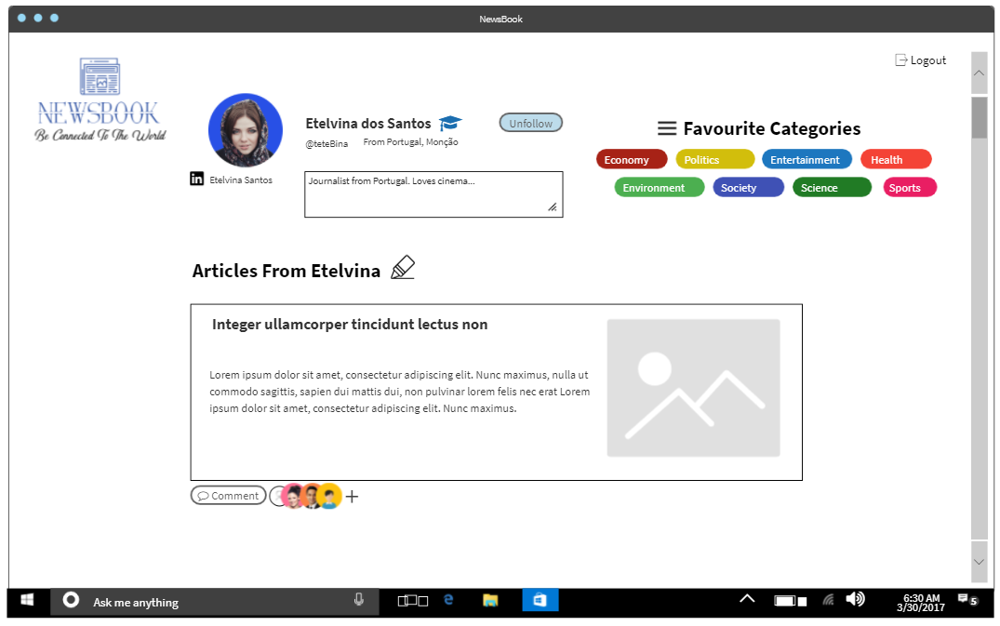 NewsBook
Logout
NEWSBOOK
Be Connected To The World
Etelvina dos Santos
Unfollow
@teteBina
From Portugal, Monção
in Etelvina Santos
Journalist from Portugal. Loves cinema...
Favourite Categories
Economy
Politics
Entertainment
Health
Environment
Society
Science
Sports
Articles From Etelvina
Integer ullamcorper tincidunt lectus non
Lorem ipsum dolor sit amet, consectetur adipiscing elit. Nunc maximus, nulla ut
commodo sagittis, sapien dui mattis dui, non pulvinar lorem felis nec erat Lorem
ipsum dolor sit amet, consectetur adipiscing elit. Nunc maximus.
Comment
Ask me anything
6:30 AM
3/30/2017
5